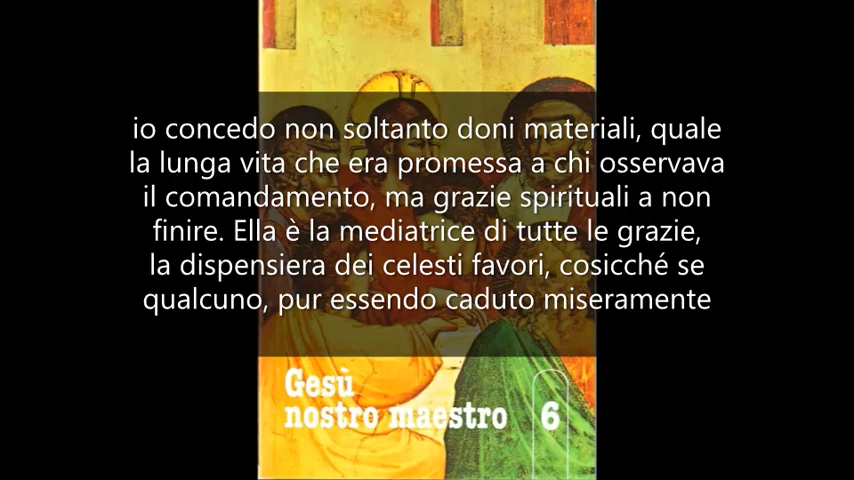 io concedo non soltanto doni materiali, quale
la lunga vita che era promessa a chi osservava
il comandamento, ma grazie spirituali a non
finire. Ella è la mediatrice di tutte le grazie,
la dispensiera dei celesti favori, cosicché se
qualcuno, pur essendo caduto miseramente
Gesù
nostro maestro 6